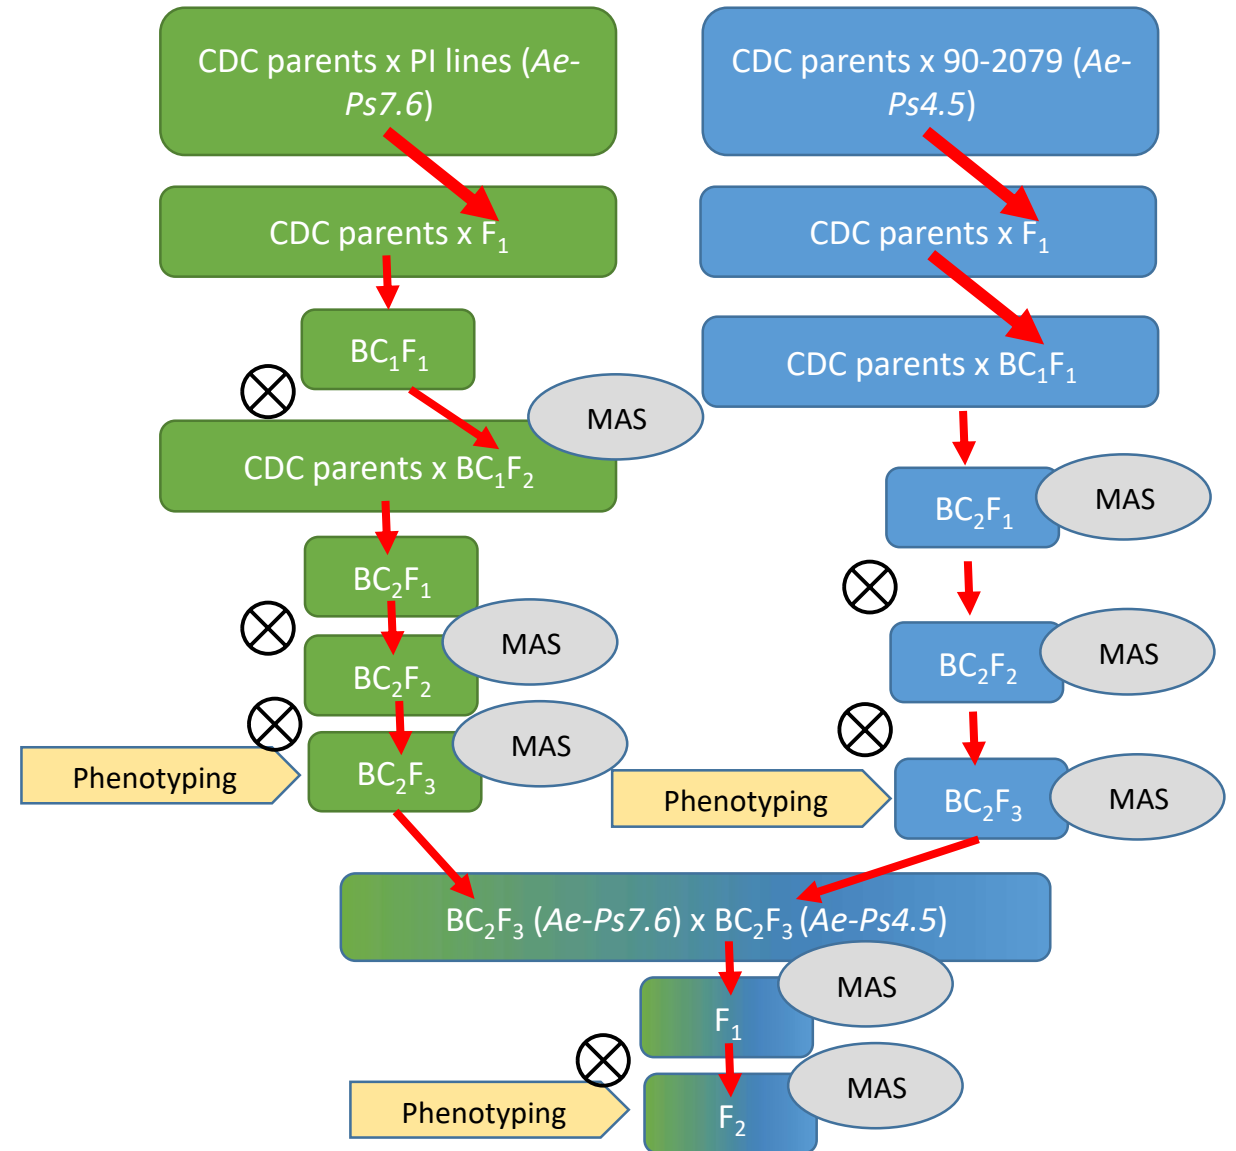 CDC parents x PI lines (Ae-
Ps7.6)
CDC parents x F₁
BC₁F₁
MAS
CDC parents x BC₁F₂
BC₂F₁
MAS
BC₂F₂
MAS
Phenotyping
BC₂F₃
CDC parents x 90-2079 (Ae-
Ps4.5)
CDC parents x F₁
CDC parents x BC₁F₁
BC₂F₁
MAS
BC₂F₂
MAS
Phenotyping
BC₂F₃
MAS
BC₂F₃ (Ae-Ps7.6) x BC₂F₃ (Ae-Ps4.5)
MAS
F₁
MAS
Phenotyping
F₂